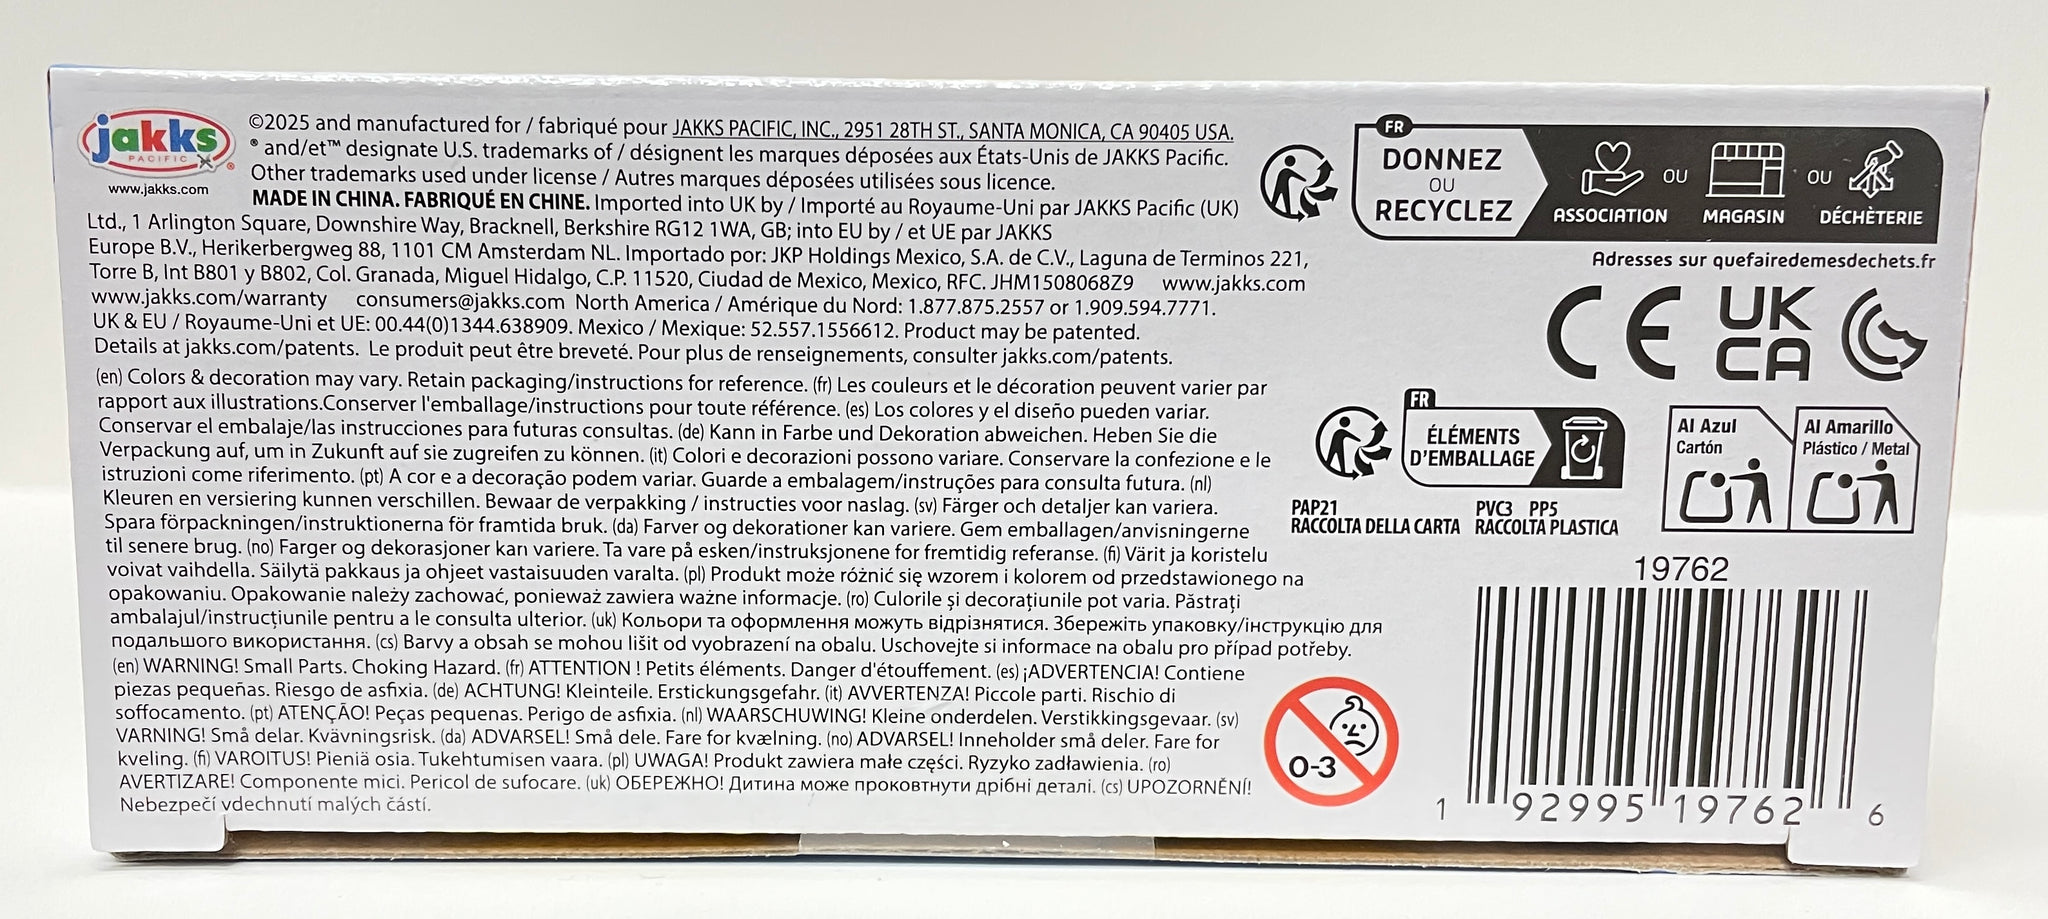 jakks
PACIFIC
www.jakks.com
©2025 and manufactured for / fabriqué pour JAKKS PACIFIC, INC., 2951 28TH ST., SANTA MONICA, CA 90405 USA.
® and/et™ designate U.S. trademarks of / désignent les marques déposées aux États-Unis de JAKKS Pacific.
Other trademarks used under license / Autres marques déposées utilisées sous licence.
MADE IN CHINA. FABRIQUÉ EN CHINE. Imported into UK by / Importé au Royaume-Uni par JAKKS Pacific (UK)
Ltd., 1 Arlington Square, Downshire Way, Bracknell, Berkshire RG12 1WA, GB; into EU by / et UE par JAKKS
Europe B.V., Herikerbergweg 88, 1101 CM Amsterdam NL. Importado por: JKP Holdings Mexico, S.A. de C.V., Laguna de Terminos 221,
Torre B, Int B801 y B802, Col. Granada, Miguel Hidalgo, C.P. 11520, Ciudad de Mexico, Mexico, RFC. JHM1508068Z9 www.jakks.com
www.jakks.com/warranty consumers@jakks.com North America / Amérique du Nord: 1.877.875.2557 or 1.909.594.7771.
UK & EU / Royaume-Uni et UE: 00.44(0)1344.638909. Mexico / Mexique: 52.557.1556612. Product may be patented.
Details at jakks.com/patents. Le produit peut être breveté. Pour plus de renseignements, consulter jakks.com/patents.
(en) Colors & decoration may vary. Retain packaging/instructions for reference. (fr) Les couleurs et le décoration peuvent varier par
rapport aux illustrations.Conserver l'emballage/instructions pour toute référence. (es) Los colores y el diseño pueden variar.
Conservar el embalaje/las instrucciones para futuras consultas. (de) Kann in Farbe und Dekoration abweichen. Heben Sie die
Verpackung auf, um in Zukunft auf sie zugreifen zu können. (it) Colori e decorazioni possono variare. Conservare la confezione e le
istruzioni come riferimento. (pt) A cor e a decoração podem variar. Guarde a embalagem/instruções para consulta futura. (nl)
Kleuren en versiering kunnen verschillen. Bewaar de verpakking / instructies voor naslag. (sv) Färger och detaljer kan variera.
Spara förpackningen/instruktionerna för framtida bruk. (da) Farver og dekorationer kan variere. Gem emballagen/anvisningerne
til senere brug. (no) Farger og dekorasjoner kan variere. Ta vare på esken/instruksjonene for fremtidig referanse. (fi) Värit ja koristelu
voivat vaihdella. Säilytä pakkaus ja ohjeet vastaisuuden varalta. (pl) Produkt może różnić się wzorem i kolorem od przedstawionego na
opakowaniu. Opakowanie należy zachować, ponieważ zawiera ważne informacje. (ro) Culorile și decorațiunile pot varia. Păstrați
ambalajul/instrucțiunile pentru a le consulta ulterior. (uk) Кольори та оформлення можуть відрізнятися. Збережіть упаковку/інструкцію для
подальшого використання. (cs) Barvy a obsah se mohou lišit od vyobrazení na obalu. Uschovejte si informace na obalu pro případ potřeby.
(en) WARNING! Small Parts. Choking Hazard. (fr) ATTENTION ! Petits éléments. Danger d'étouffement. (es) ¡ADVERTENCIA! Contiene
piezas pequeñas. Riesgo de asfixia. (de) ACHTUNG! Kleinteile. Erstickungsgefahr. (it) AVVERTENZA! Piccole parti. Rischio di
soffocamento. (pt) ATENÇÃO! Peças pequenas. Perigo de asfixia. (nl) WAARSCHUWING! Kleine onderdelen. Verstikkingsgevaar. (sv)
VARNING! Små delar. Kvävningsrisk. (da) ADVARSEL! Små dele. Fare for kvælning. (no) ADVARSEL! Inneholder små deler. Fare for
kveling. (fi) VAROITUS! Pieniä osia. Tukehtumisen vaara. (pl) UWAGA! Produkt zawiera małe części. Ryzyko zadławienia. (ro)
AVERTIZARE! Componente mici. Pericol de sufocare. (uk) ОБЕРЕЖНО! Дитина може проковтнути дрібні деталі. (cs) UPOZORNĚNÍ!
Nebezpečí vdechnutí malých částí.
FR
DONNEZ
OU
RECYCLEZ
ASSOCIATION OU MAGASIN OU DÉCHÈTERIE
Adresses sur quefairedemesdechets.fr
CE
UK
CA
FR
ÉLÉMENTS
D'EMBALLAGE
PAP21
RACCOLTA DELLA CARTA
PVC3 PP5
RACCOLTA PLASTICA
Al Azul
Cartón
Al Amarillo
Plástico / Metal
0-3
19762
1 92995 19762 6